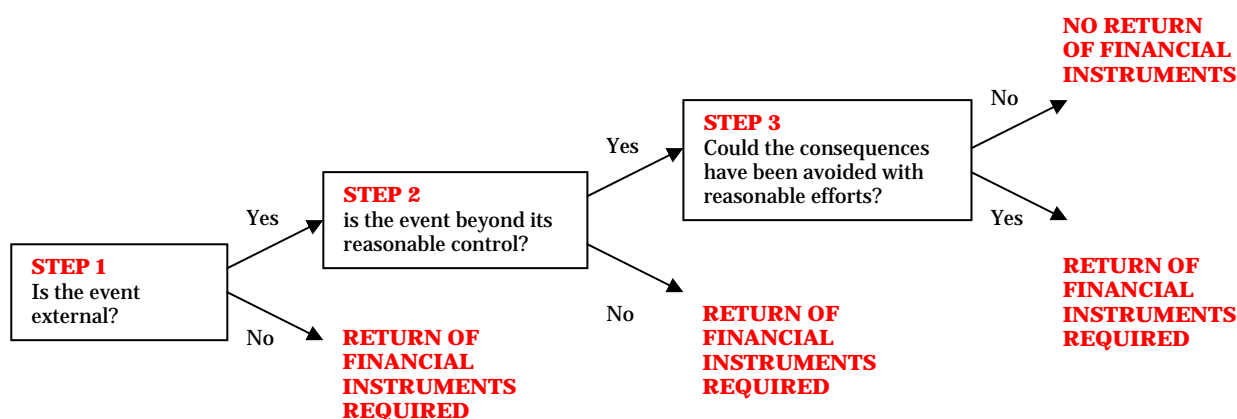 STEP 1
Is the event
external?
Yes
No
RETURN OF
FINANCIAL
INSTRUMENTS
REQUIRED
STEP 2
is the event beyond its
reasonable control?
Yes
No
RETURN OF
FINANCIAL
INSTRUMENTS
REQUIRED
STEP 3
Could the consequences
have been avoided with
reasonable efforts?
No
NO RETURN
OF FINANCIAL
INSTRUMENTS
Yes
RETURN OF
FINANCIAL
INSTRUMENTS
REQUIRED